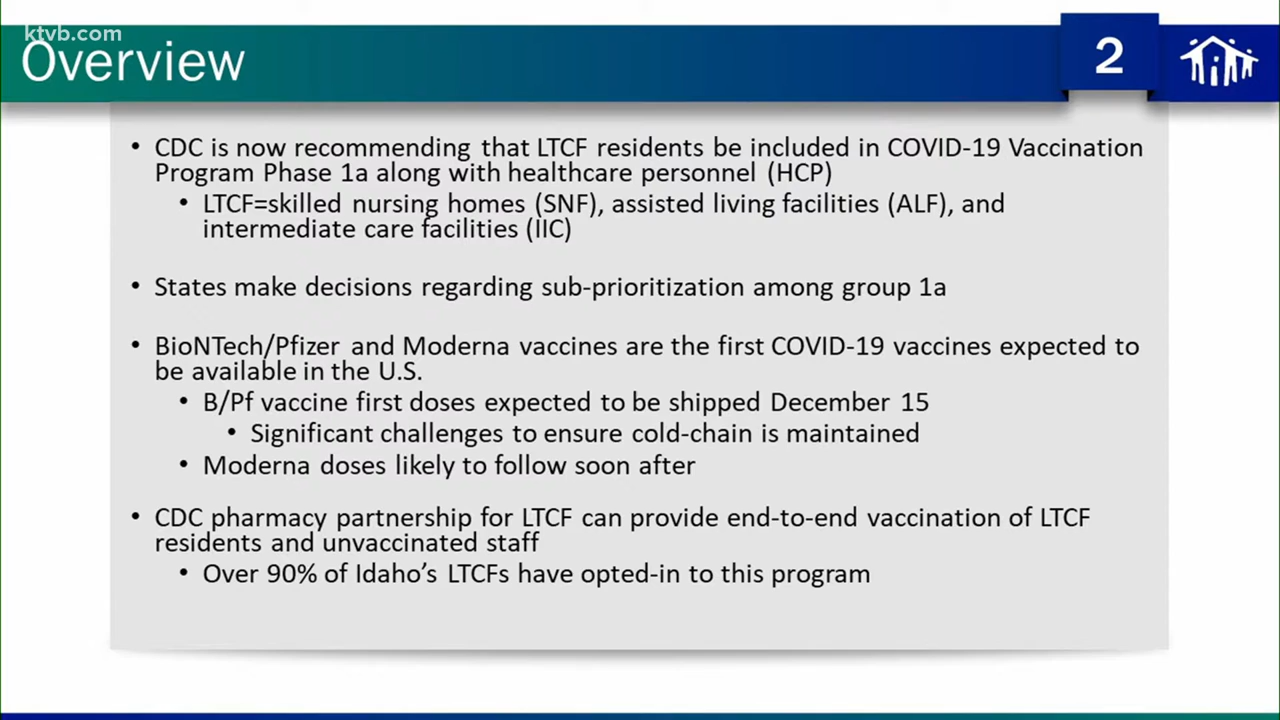 ktvb.com
Overview
2
• CDC is now recommending that LTCF residents be included in COVID-19 Vaccination
Program Phase 1a along with healthcare personnel (HCP)
• LTCF=skilled nursing homes (SNF), assisted living facilities (ALF), and
intermediate care facilities (IIC)
• States make decisions regarding sub-prioritization among group 1a
• BioNTech/Pfizer and Moderna vaccines are the first COVID-19 vaccines expected to
be available in the U.S.
• B/Pf vaccine first doses expected to be shipped December 15
• Significant challenges to ensure cold-chain is maintained
• Moderna doses likely to follow soon after
• CDC pharmacy partnership for LTCF can provide end-to-end vaccination of LTCF
residents and unvaccinated staff
• Over 90% of Idaho’s LTCFs have opted-in to this program